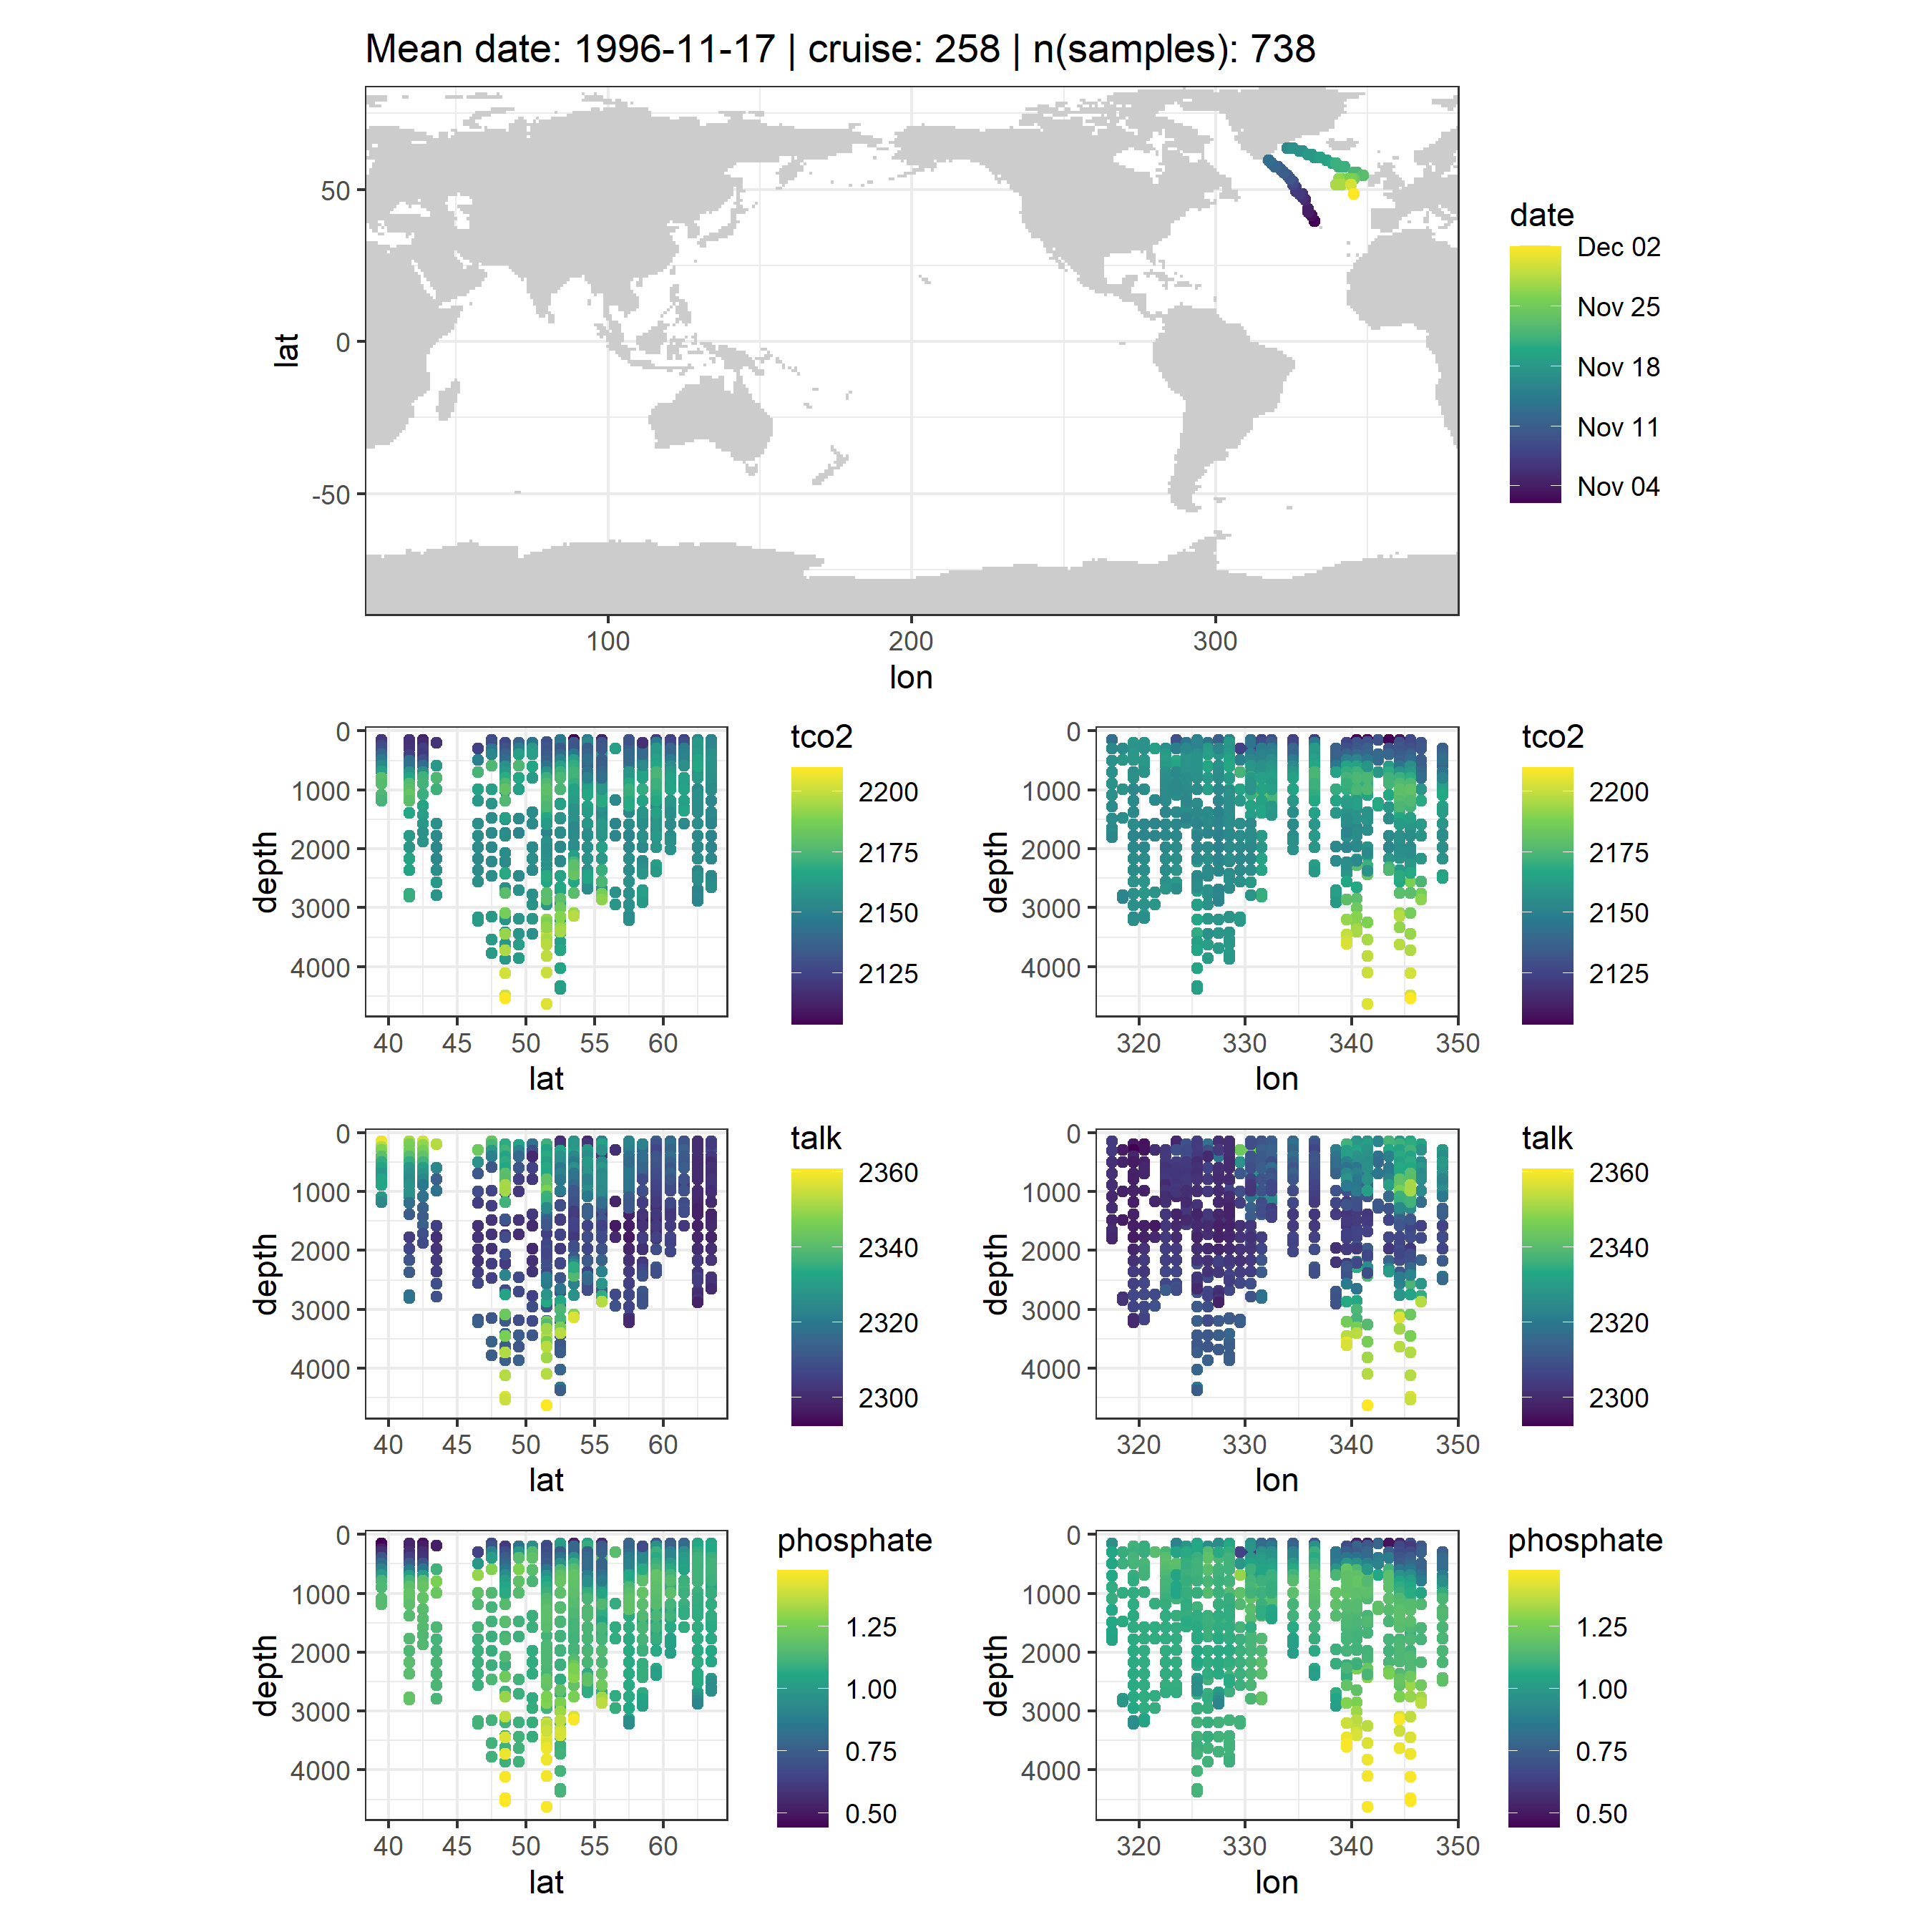 Mean date: 1996-11-17 | cruise: 258 | n(samples): 738
lat
50
0
-50
100 200 300
lon
date
Dec 02
Nov 25
Nov 18
Nov 11
Nov 04
depth
0
1000
2000
3000
4000
40 45 50 55 60
lat
tco2
2200
2175
2150
2125
depth
0
1000
2000
3000
4000
320 330 340 350
lon
tco2
2200
2175
2150
2125
depth
0
1000
2000
3000
4000
40 45 50 55 60
lat
talk
2360
2340
2320
2300
depth
0
1000
2000
3000
4000
320 330 340 350
lon
talk
2360
2340
2320
2300
depth
0
1000
2000
3000
4000
40 45 50 55 60
lat
phosphate
1.25
1.00
0.75
0.50
depth
0
1000
2000
3000
4000
320 330 340 350
lon
phosphate
1.25
1.00
0.75
0.50